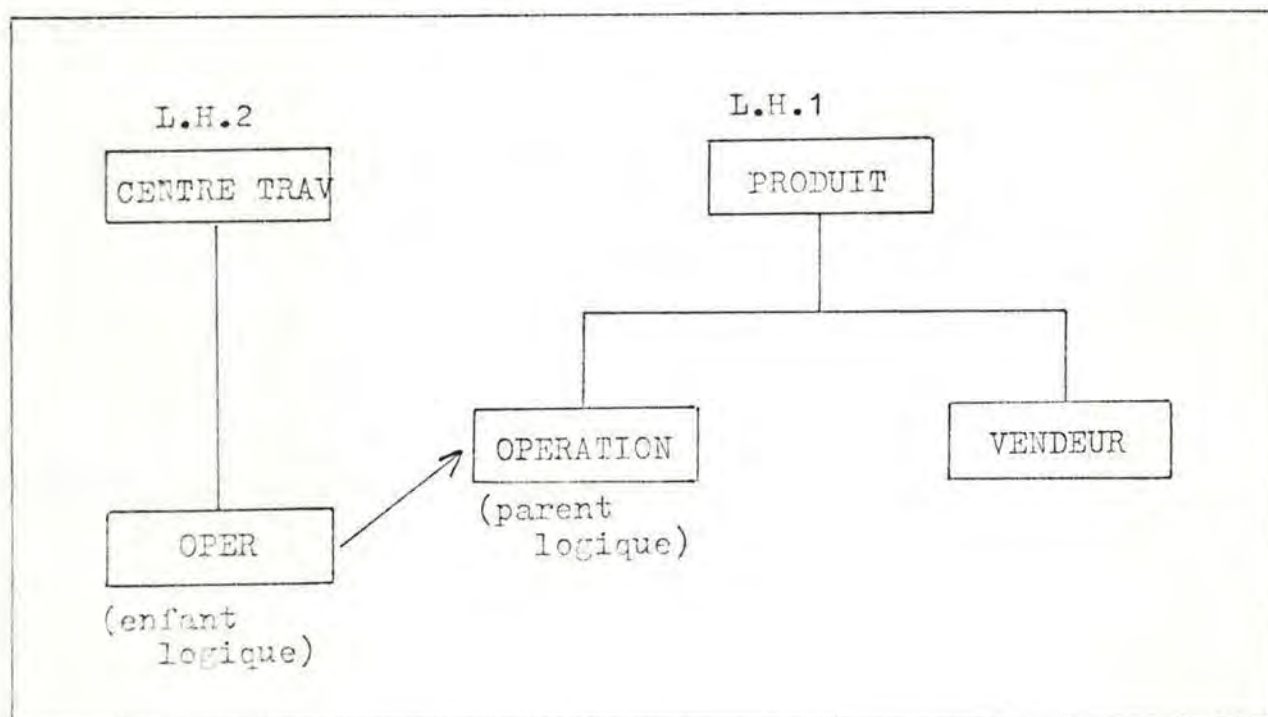 L.H.2
CENTRE TRAV
OPER
(enfant
logique)
L.H.1
PRODUIT
OPERATION
(parent
logique)
VENDEUR